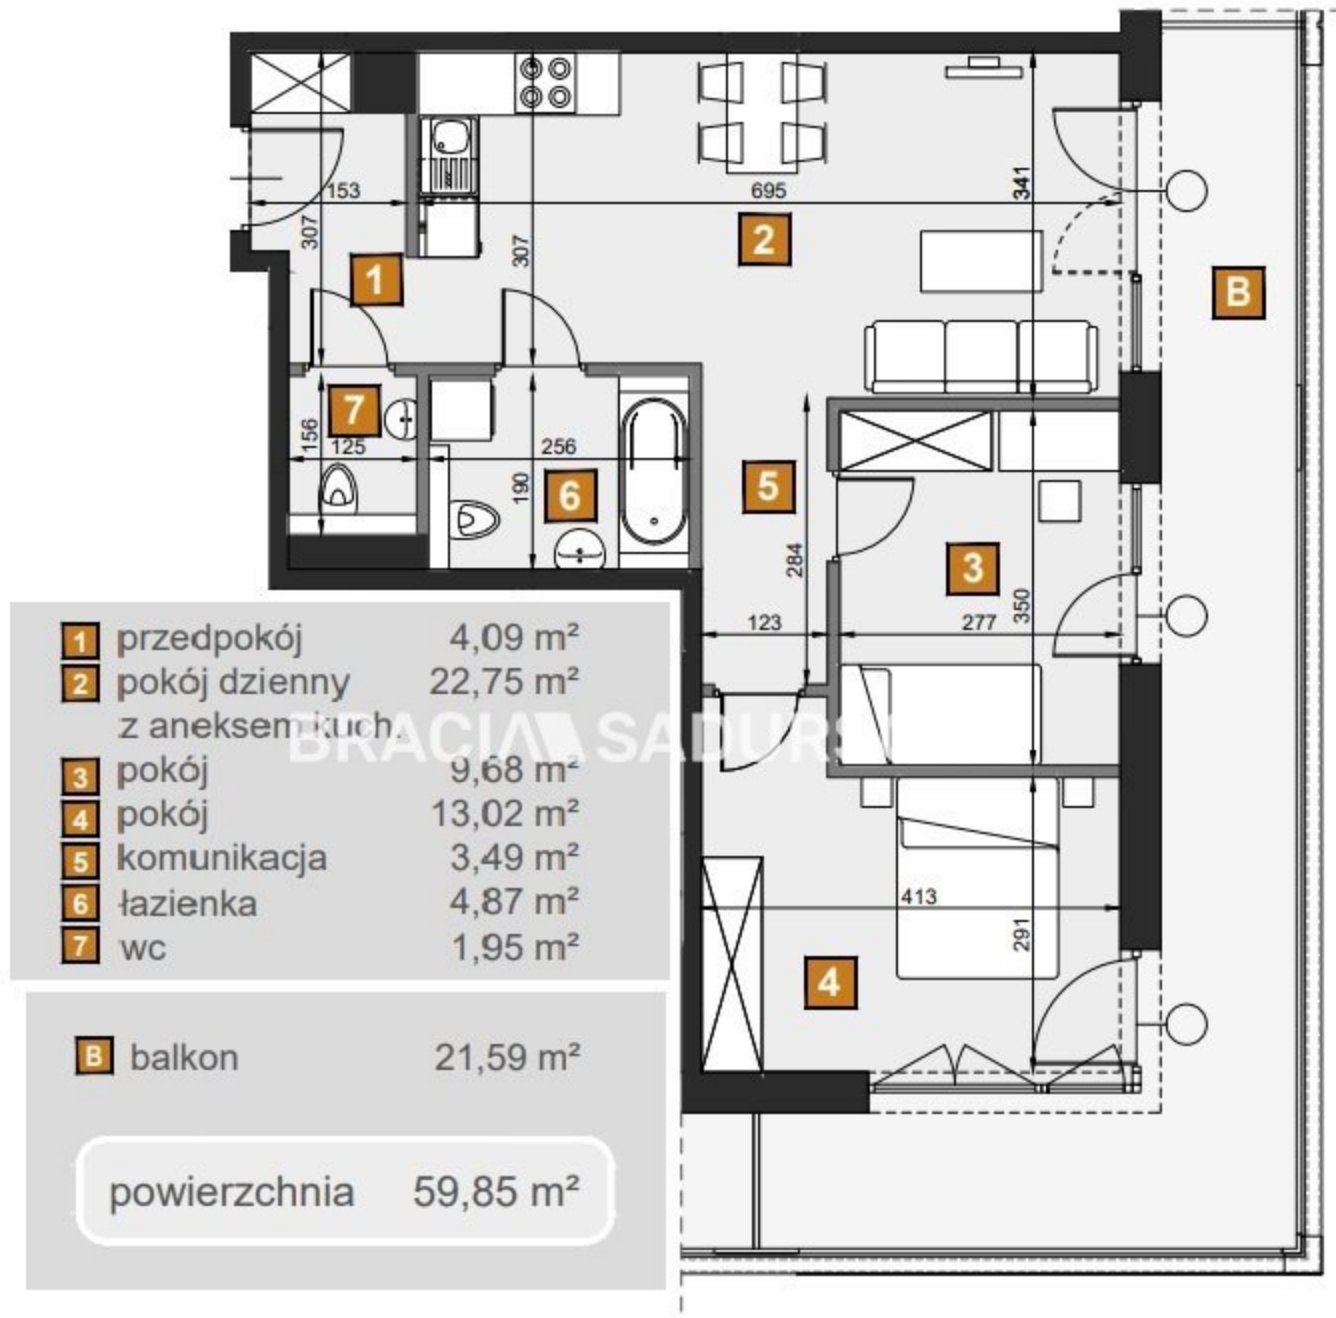 153
695
341
307
307
1
2
B
7
156
125
256
190
6
5
284
123
3
277
350
413
291
4
1 przedpokój 4,09 m²
2 pokój dzienny 22,75 m²
z aneksem kuch.
3 pokój 9,68 m²
4 pokój 13,02 m²
5 komunikacja 3,49 m²
6 łazienka 4,87 m²
7 wc 1,95 m²
B balkon 21,59 m²
powierzchnia 59,85 m²
BRACIA SADURS